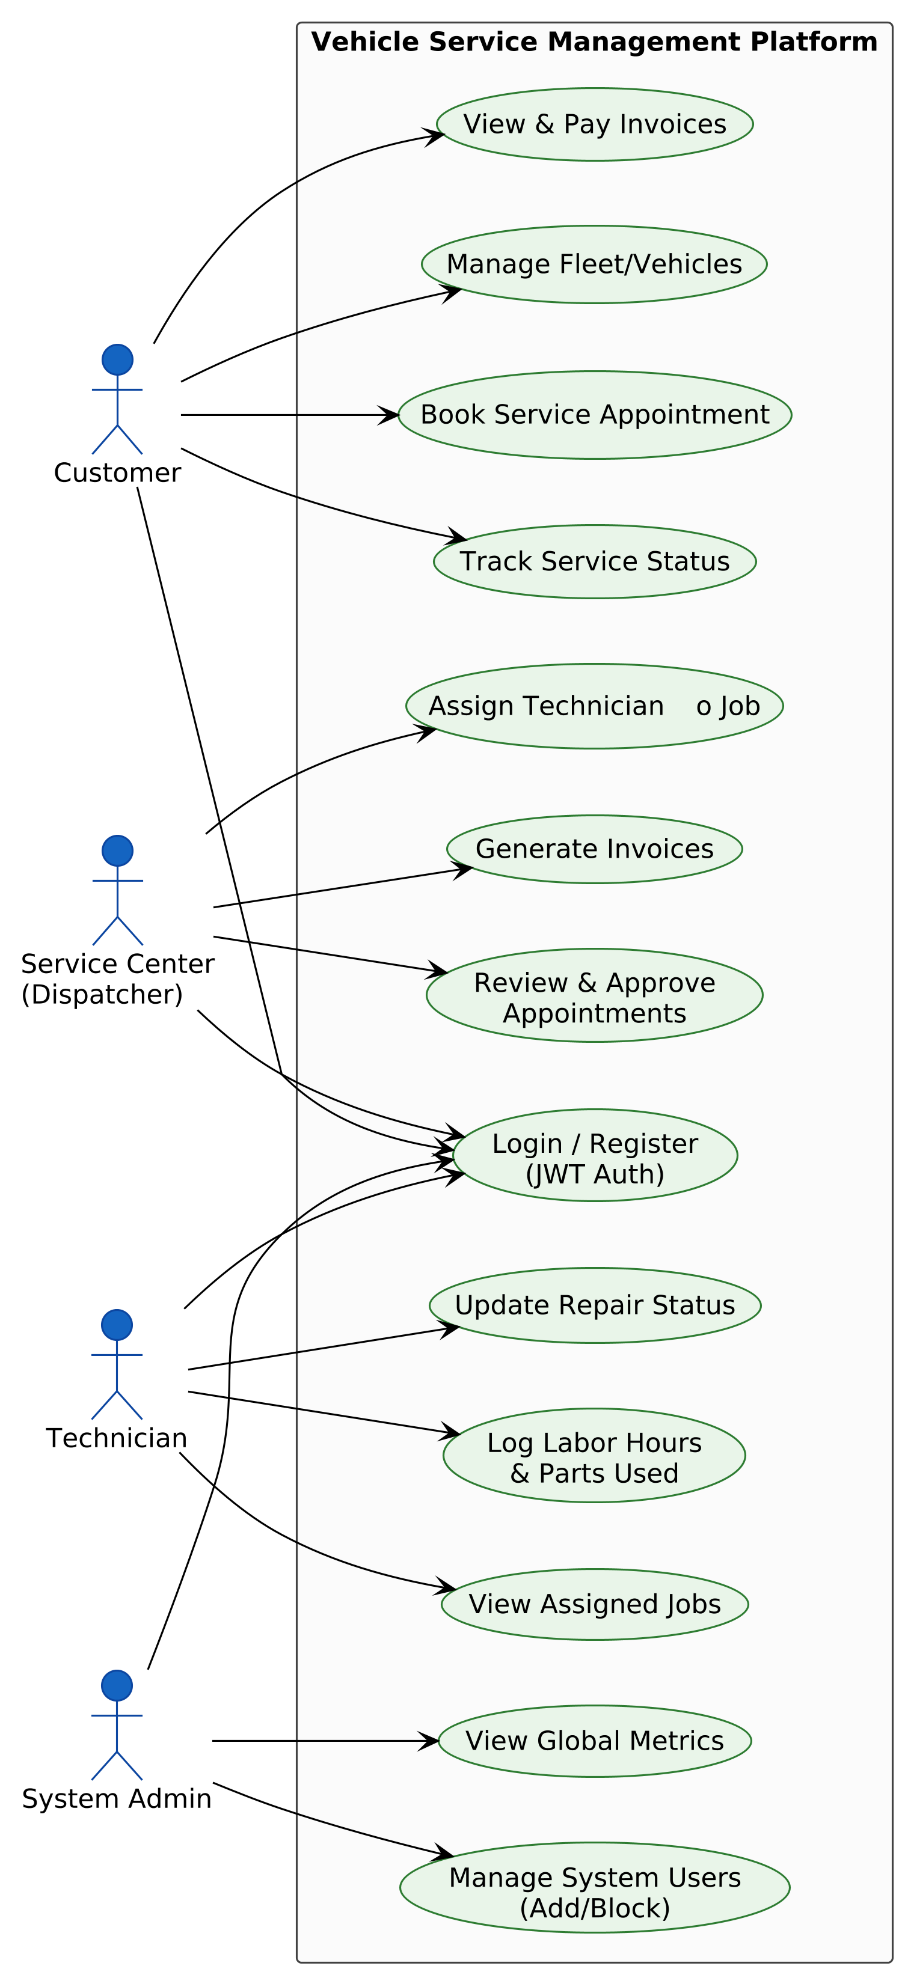 Vehicle Service Management Platform
View & Pay Invoices
Manage Fleet/Vehicles
Book Service Appointment
Track Service Status
Customer
Assign Technician    o Job
Generate Invoices
Review & Approve
Appointments
Service Center
(Dispatcher)
Login / Register
(JWT Auth)
Update Repair Status
Log Labor Hours
& Parts Used
View Assigned Jobs
Technician
View Global Metrics
Manage System Users
(Add/Block)
System Admin